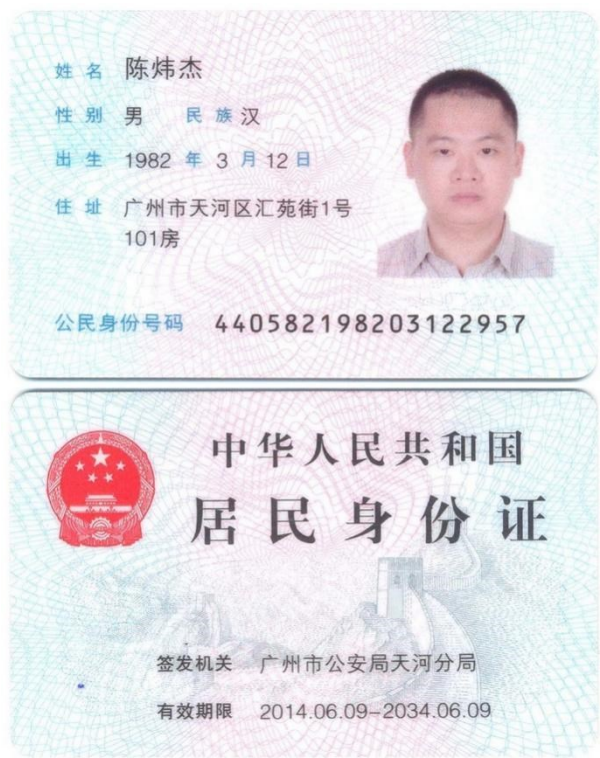 姓名 陈炜杰
性别 男 民族 汉
出生 1982 年 3 月 12 日
住址 广州市天河区汇苑街1号
101房
公民身份号码 440582198203122957
中华人民共和国
居民身份证
签发机关 广州市公安局天河分局
有效期限 2014.06.09-2034.06.09